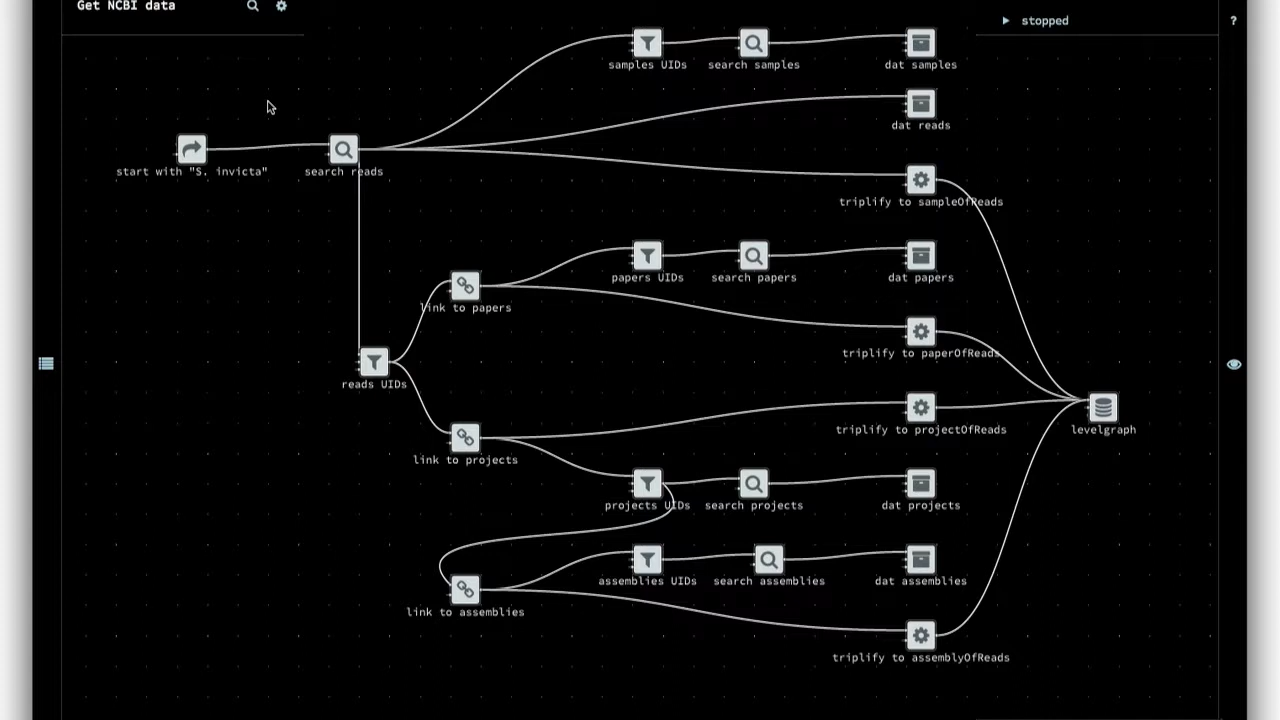 Get NCBI data
stopped
?
samples UIDs
search samples
dat samples
dat reads
start with "S. invicta"
search reads
triplify to sampleOfReads
papers UIDs
search papers
dat papers
link to papers
triplify to paperOfReads
reads UIDs
triplify to projectOfReads
levelgraph
link to projects
projects UIDs
search projects
dat projects
assemblies UIDs
search assemblies
dat assemblies
link to assemblies
triplify to assemblyOfReads